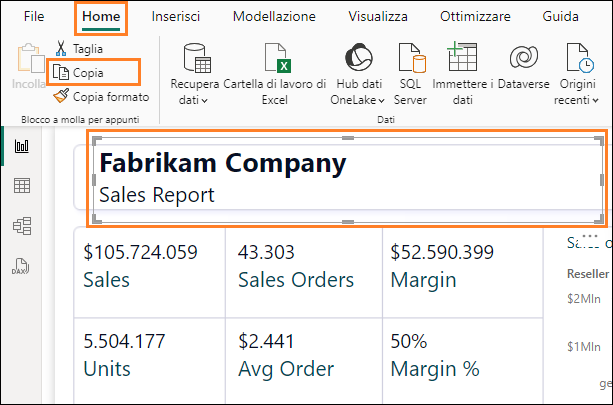 File Home Inserisci Modellazione Visualizza Ottimizzare Guida
Incolla
Taglia
Copia
Copia formato
Blocco a molla per appunti
Recupera dati
Cartella di lavoro di Excel
Hub dati OneLake
SQL Server
Immettere i dati
Dataverse
Origini recenti
Dati
DAX
Fabrikam Company
Sales Report
$105.724.059 43.303 $52.590.399
Sales Sales Orders Margin
5.504.177 $2.441 50%
Units Avg Order Margin %
Sales o
Reseller
$2Mln
$1Mln
ge